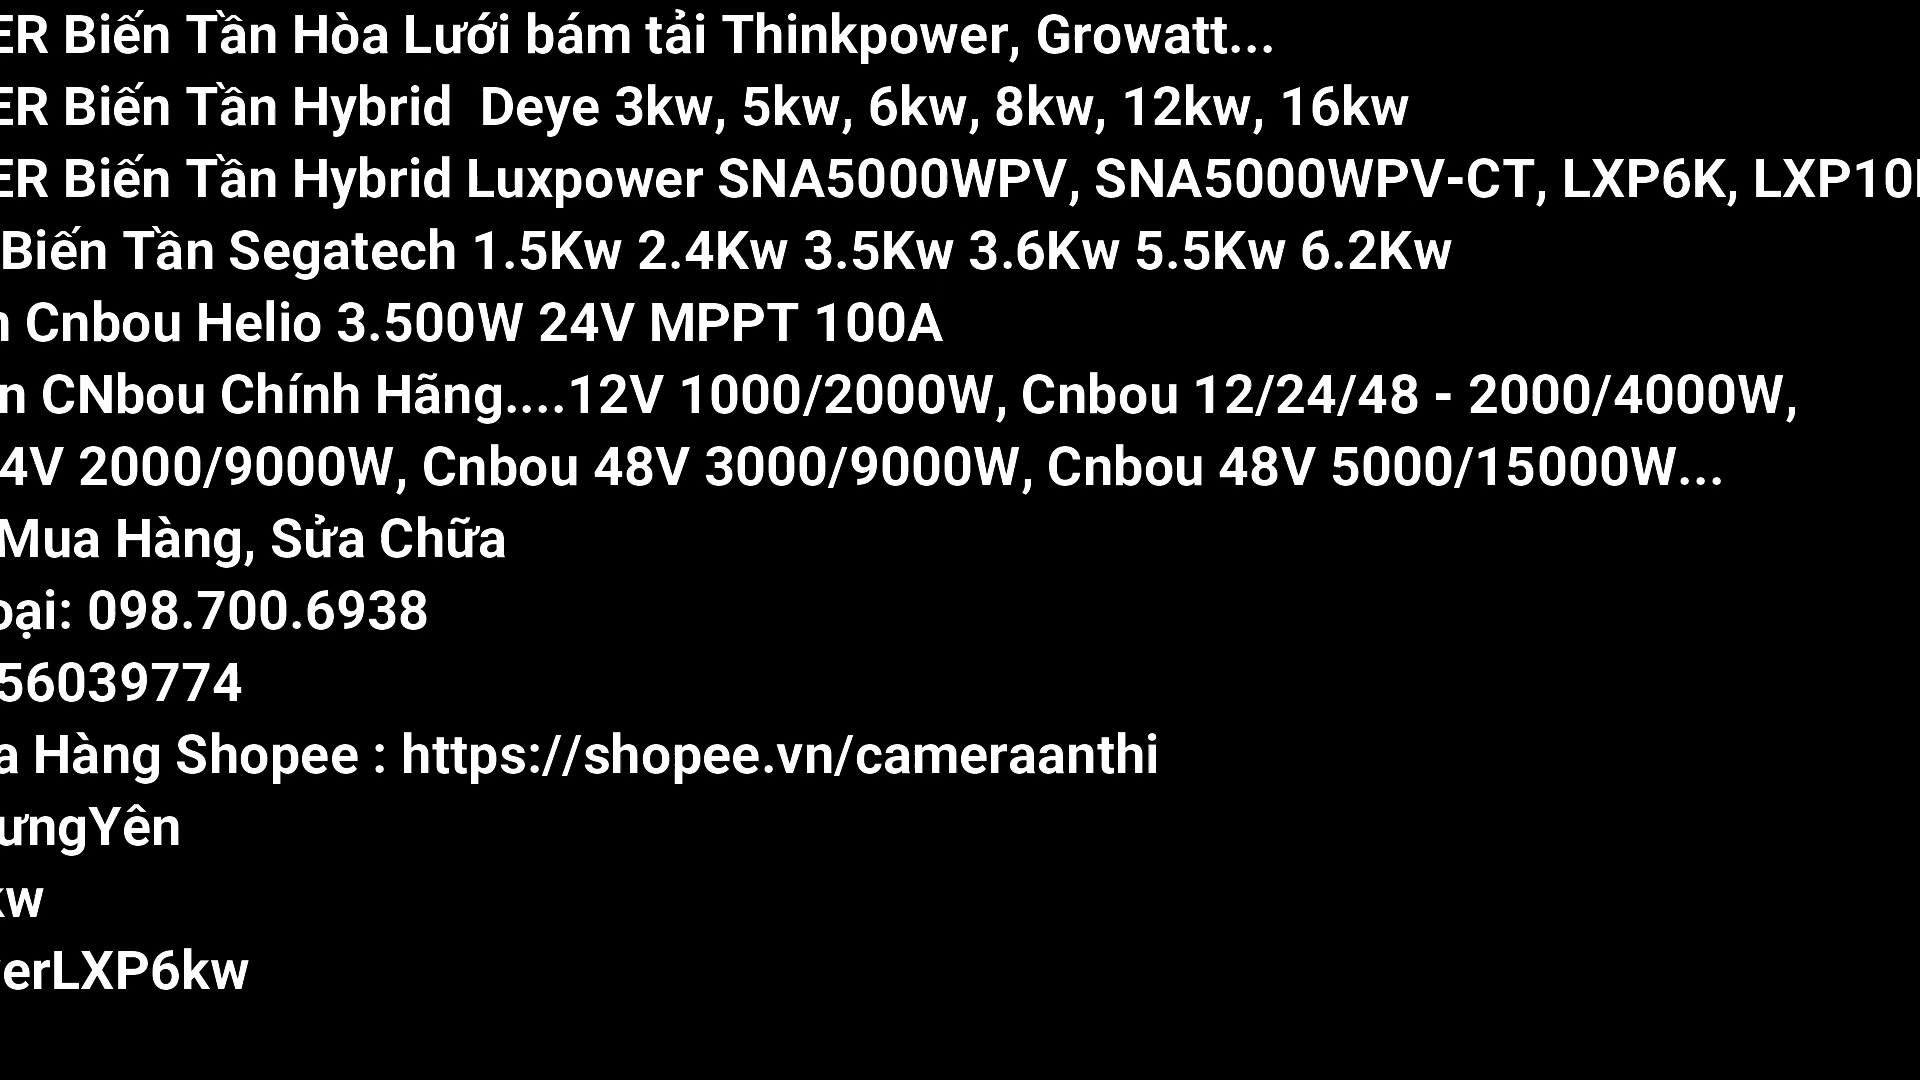 ER Biến Tần Hòa Lưới bám tải Thinkpower, Growatt...
ER Biến Tần Hybrid  Deye 3kw, 5kw, 6kw, 8kw, 12kw, 16kw
ER Biến Tần Hybrid Luxpower SNA5000WPV, SNA5000WPV-CT, LXP6K, LXP10
Biến Tần Segatech 1.5Kw 2.4Kw 3.5Kw 3.6Kw 5.5Kw 6.2Kw
Cnbou Helio 3.500W 24V MPPT 100A
n CNbou Chính Hãng....12V 1000/2000W, Cnbou 12/24/48 - 2000/4000W,
4V 2000/9000W, Cnbou 48V 3000/9000W, Cnbou 48V 5000/15000W...
Mua Hàng, Sửa Chữa
oại: 098.700.6938
56039774
a Hàng Shopee : https://shopee.vn/cameraanthi
ưngYên
kw
erLXP6kw